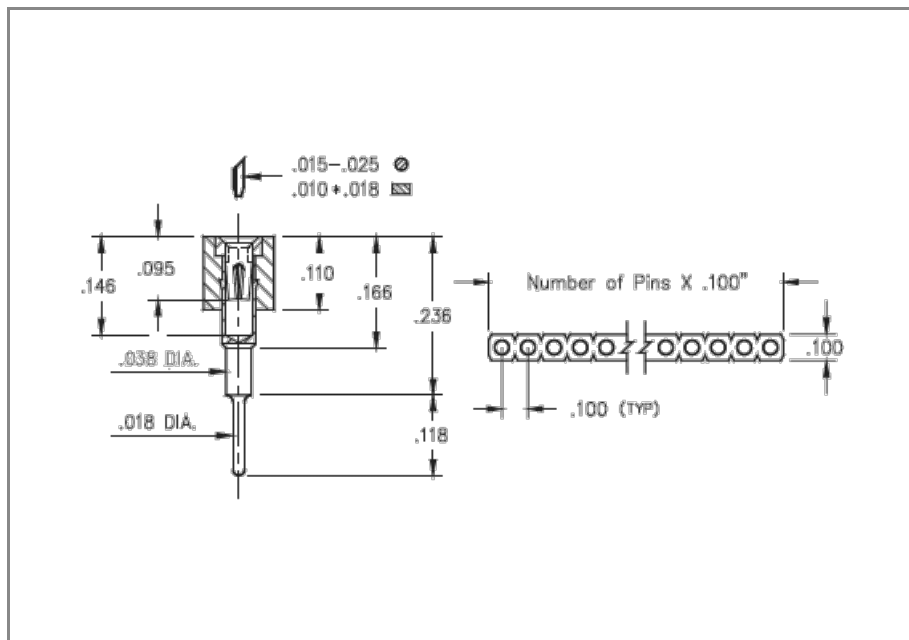 .015-.025
.010*.018
.095
.146
.110
.166
.236
Number of Pins X .100"
.100
.038 DIA.
.018 DIA.
.100 (TYP)
.118